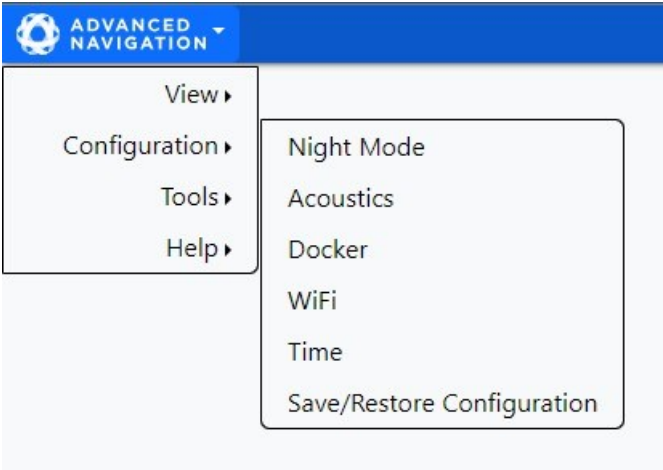 ADVANCED
NAVIGATION
View
Configuration
Tools
Help
Night Mode
Acoustics
Docker
WiFi
Time
Save/Restore Configuration